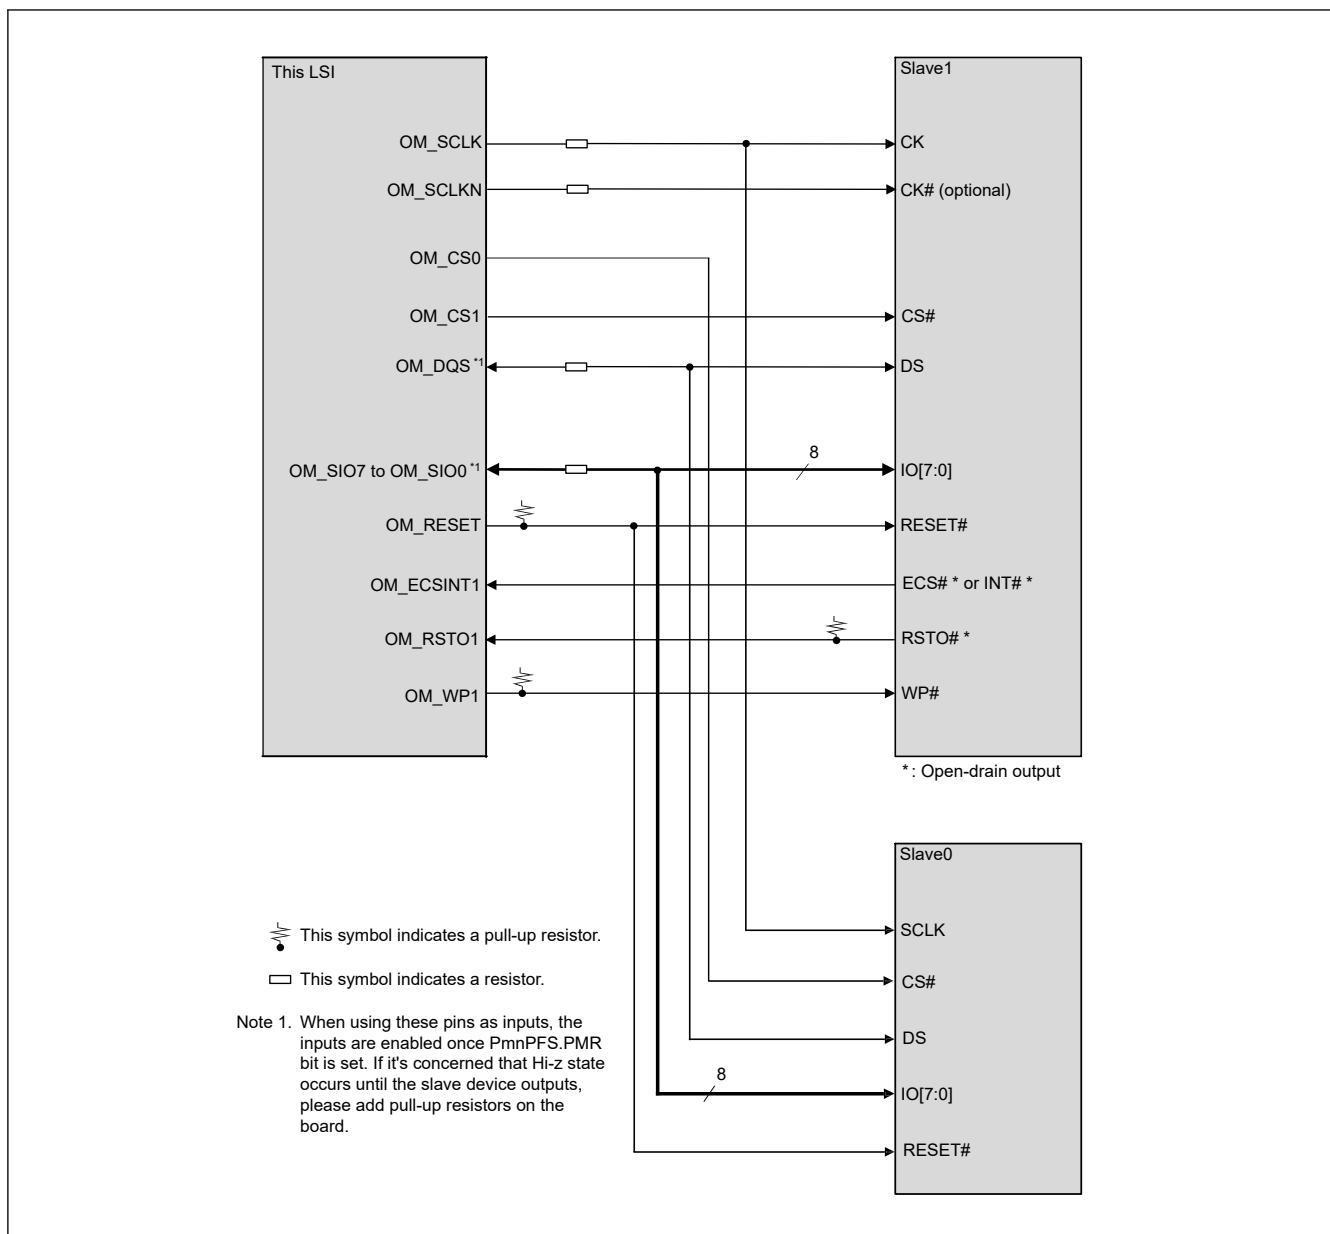 This LSI
OM_SCLK
OM_SCLKN
OM_CS0
OM_CS1
OM_DQS *1
OM_SIO7 to OM_SIO0 *1
OM_RESET
OM_ECSINT1
OM_RSTO1
OM_WP1
8
Slave1
CK
CK# (optional)
CS#
DS
IO[7:0]
RESET#
ECS# * or INT# *
RSTO# *
WP#
* : Open-drain output
Slave0
SCLK
CS#
DS
8
IO[7:0]
RESET#
This symbol indicates a pull-up resistor.
This symbol indicates a resistor.
Note 1. When using these pins as inputs, the
inputs are enabled once PmnPFS.PMR
bit is set. If it's concerned that Hi-z state
occurs until the slave device outputs,
please add pull-up resistors on the
board.